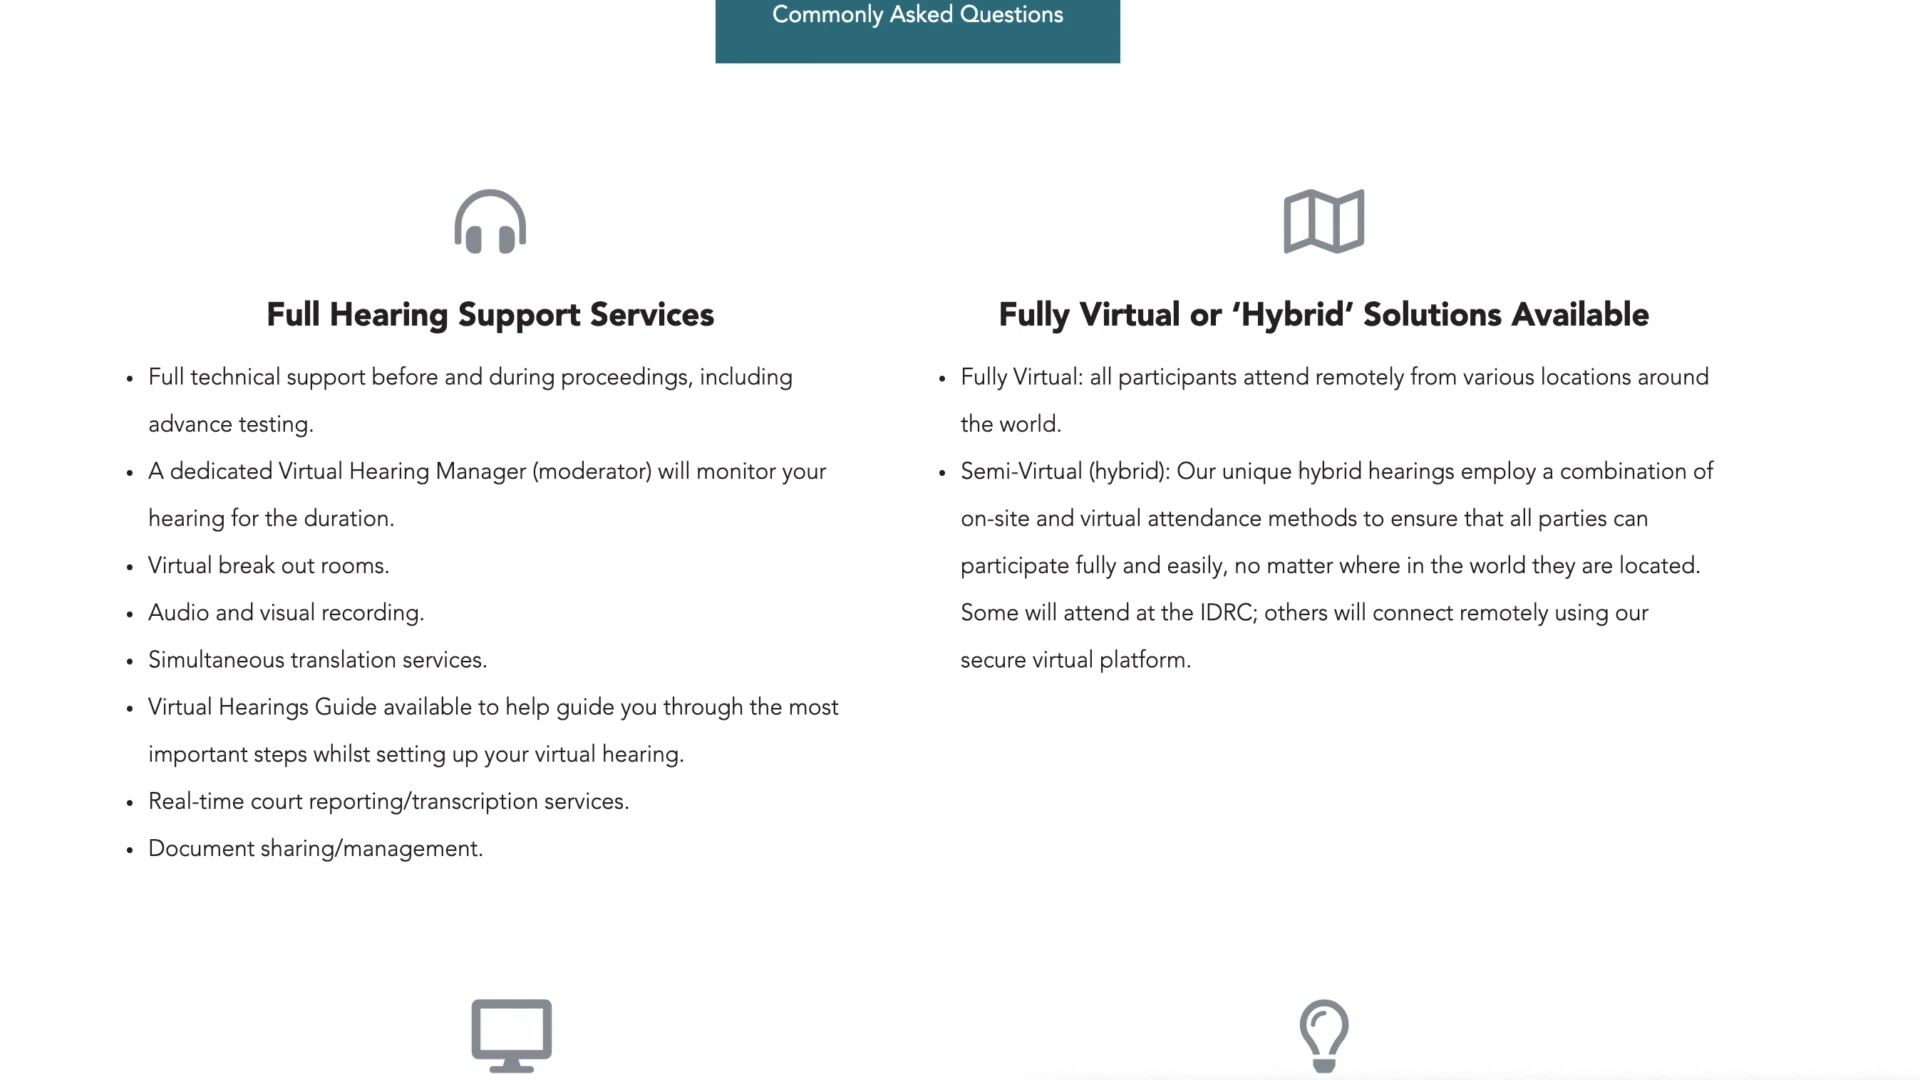 Commonly Asked Questions
Full Hearing Support Services
• Full technical support before and during proceedings, including
advance testing.
• A dedicated Virtual Hearing Manager (moderator) will monitor your
hearing for the duration.
• Virtual break out rooms.
• Audio and visual recording.
• Simultaneous translation services.
• Virtual Hearings Guide available to help guide you through the most
important steps whilst setting up your virtual hearing.
• Real-time court reporting/transcription services.
• Document sharing/management.
Fully Virtual or ‘Hybrid’ Solutions Available
• Fully Virtual: all participants attend remotely from various locations around
the world.
• Semi-Virtual (hybrid): Our unique hybrid hearings employ a combination of
on-site and virtual attendance methods to ensure that all parties can
participate fully and easily, no matter where in the world they are located.
Some will attend at the IDRC; others will connect remotely using our
secure virtual platform.